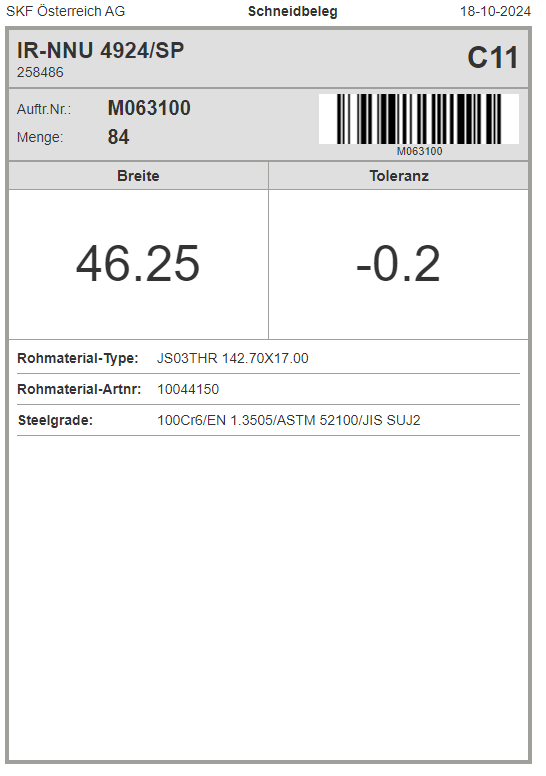 SKF Österreich AG Schneidbeleg 18-10-2024
IR-NNU 4924/SP C11
258486
Auftr.Nr.: M063100
Menge: 84
M063100
Breite Toleranz
46.25 -0.2
Rohmaterial-Type: JS03THR 142.70X17.00
Rohmaterial-Artnr: 10044150
Steelgrade: 100Cr6/EN 1.3505/ASTM 52100/JIS SUJ2